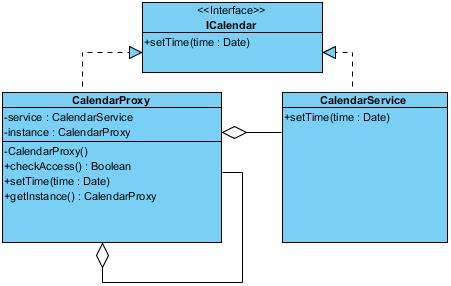 <<Interface>>
ICalendar
+setTime(time : Date)
CalendarProxy
-service : CalendarService
-instance : CalendarProxy
-CalendarProxy()
+checkAccess() : Boolean
+setTime(time : Date)
+getInstance() : CalendarProxy
CalendarService
+setTime(time : Date)